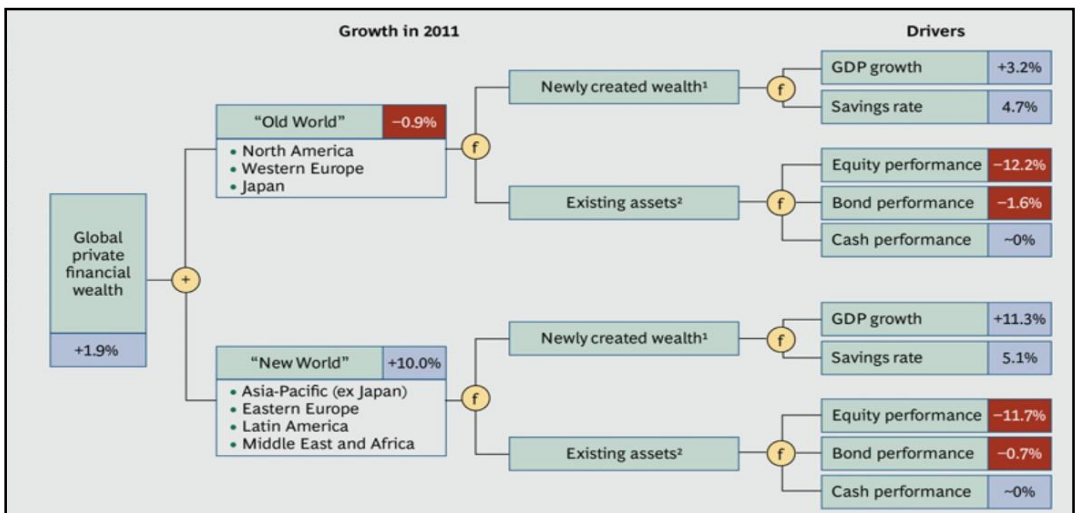 Growth in 2011
Drivers
Global
private
financial
wealth
+1.9%
+
“Old World” −0.9%
• North America
• Western Europe
• Japan
f
Newly created wealth¹
f
GDP growth +3.2%
Savings rate 4.7%
Existing assets²
f
Equity performance −12.2%
Bond performance −1.6%
Cash performance ~0%
“New World” +10.0%
• Asia-Pacific (ex Japan)
• Eastern Europe
• Latin America
• Middle East and Africa
f
Newly created wealth¹
f
GDP growth +11.3%
Savings rate 5.1%
Existing assets²
f
Equity performance −11.7%
Bond performance −0.7%
Cash performance ~0%